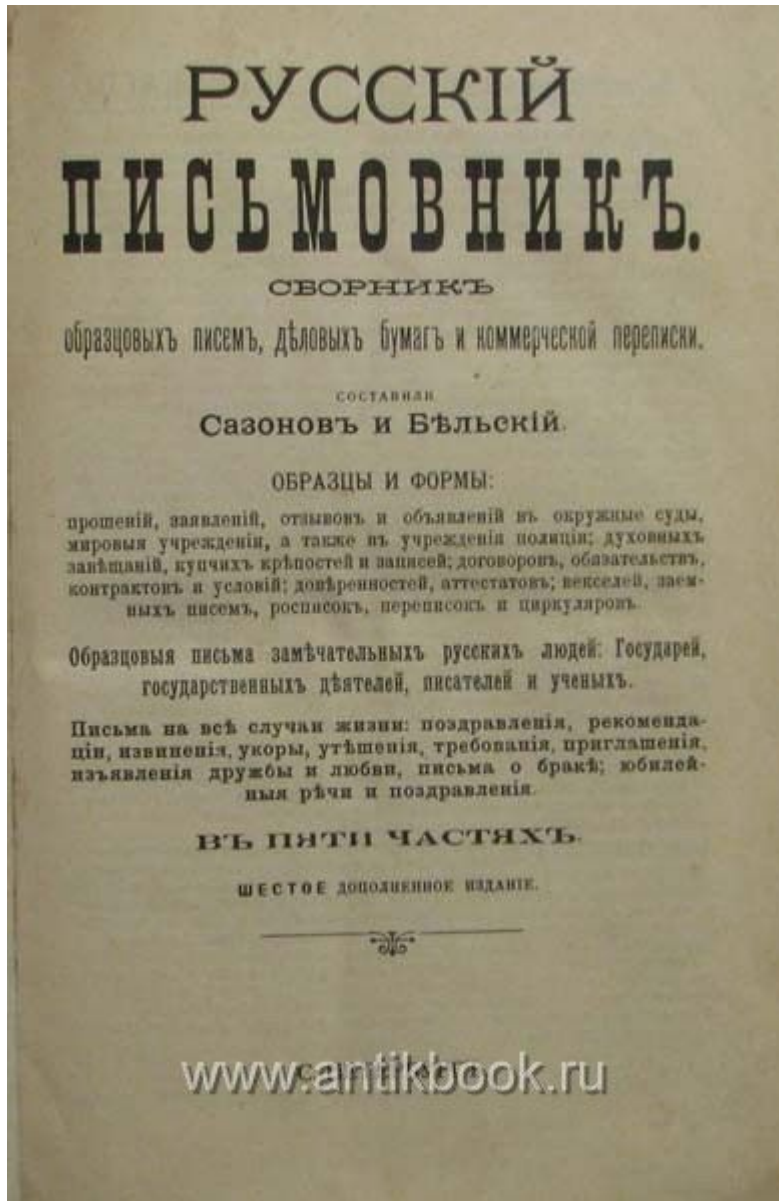 РУССКІЙ
ПИСЬМОВНИКЪ.
СБОРНИКЪ
образцовыхъ писемъ, дѣловыхъ бумагъ и коммерческой переписки.
СОСТАВИЛИ
Сазоновъ и Бѣльскій.
ОБРАЗЦЫ И ФОРМЫ:
прошеній, заявленій, отзывовъ и объявленій въ окружные суды,
мировыя учрежденія, а также въ учрежденія полиціи; духовныхъ
завѣщаній, купчихъ крѣпостей и записей; договоровъ, обязательствъ,
контрактовъ и условій; довѣренностей, аттестатовъ; векселей, заем-
ныхъ писемъ, росписокъ, переписокъ и циркуляровъ.
Образцовыя письма замѣчательныхъ русскихъ людей: Государей,
государственныхъ дѣятелей, писателей и ученыхъ.
Письма на всѣ случаи жизни: поздравленія, рекоменда-
ціи, извиненія, укоры, утѣшенія, требованія, приглашенія,
изъявленія дружбы и любви, письма о бракѣ; юбилей-
ныя рѣчи и поздравленія.
ВЪ ПЯТИ ЧАСТЯХЪ.
ШЕСТОЕ ДОПОЛНЕННОЕ ИЗДАНІЕ.
www.antikbook.ru